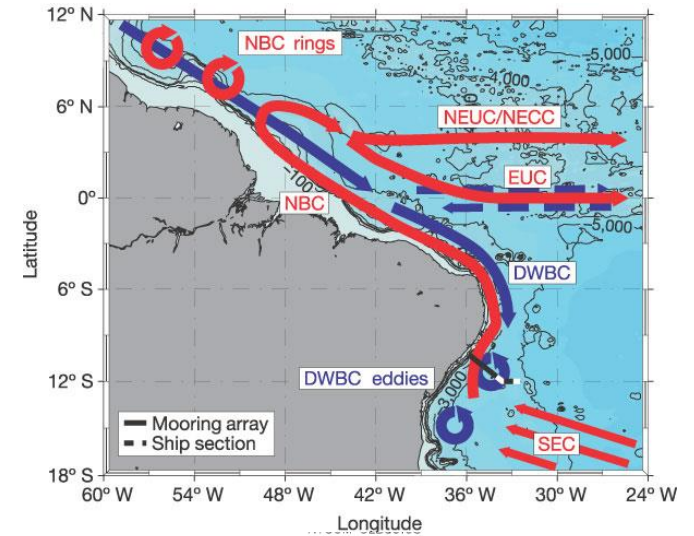 12° N
6° N
0°
6° S
12° S
18° S
Latitude
NBC rings
5,000
4,000
NEUC/NECC
EUC
−100
NBC
5,000
DWBC
DWBC eddies
3,000
Mooring array
Ship section
SEC
60° W 54° W 48° W 42° W 36° W 30° W 24° W
Longitude